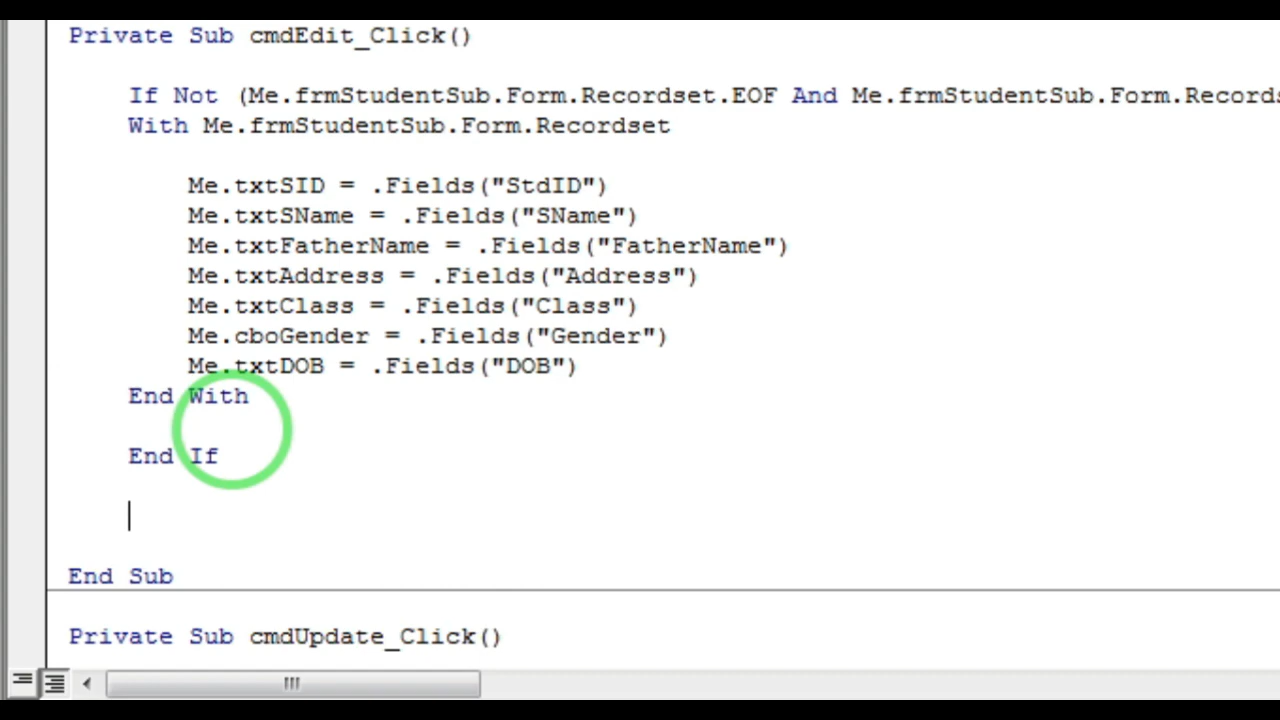 Private Sub cmdEdit_Click()
If Not (Me.frmStudentSub.Form.Recordset.EOF And Me.frmStudentSub.Form.Records
With Me.frmStudentSub.Form.Recordset
Me.txtSID = .Fields("StdID")
Me.txtSName = .Fields("SName")
Me.txtFatherName = .Fields("FatherName")
Me.txtAddress = .Fields("Address")
Me.txtClass = .Fields("Class")
Me.cboGender = .Fields("Gender")
Me.txtDOB = .Fields("DOB")
End With
End If
End Sub
Private Sub cmdUpdate_Click()